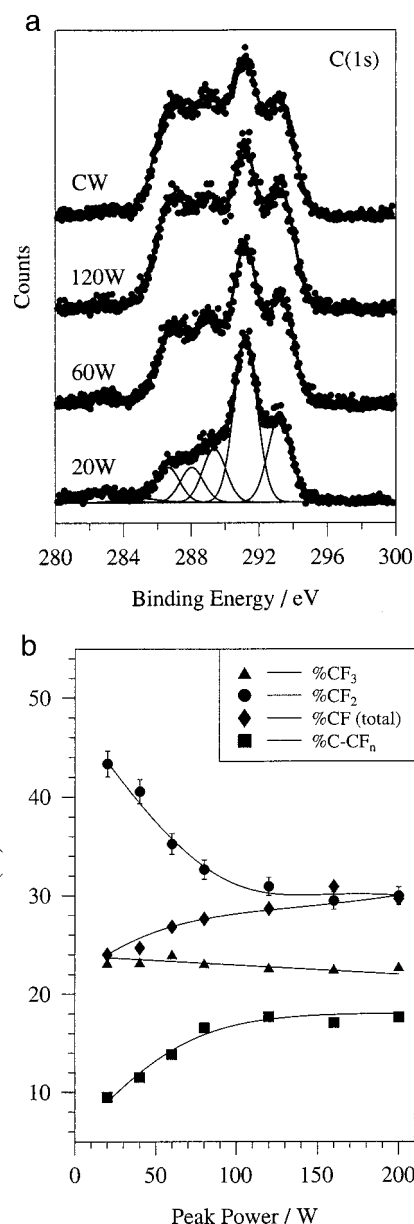 a
C(1s)
CW
120W
60W
20W
Counts
280 284 288 292 296 300
Binding Energy / eV
b
%CF₃
%CF₂
%CF (total)
%C-CFₙ
50
40
30
20
10
0 50 100 150 200
Peak Power / W